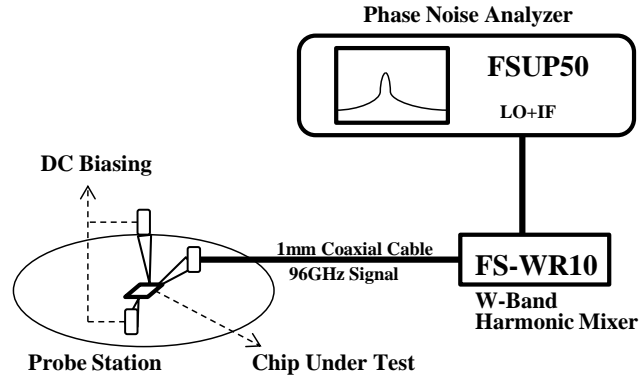 Phase Noise Analyzer
FSUP50
LO+IF
DC Biasing
1mm Coaxial Cable
96GHz Signal
FS-WR10
W-Band
Harmonic Mixer
Probe Station
Chip Under Test